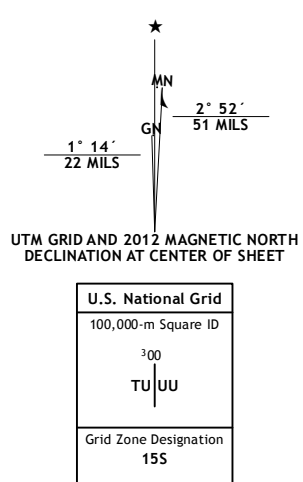 ★
MN
2° 52´
51 MILS
GN
1° 14´
22 MILS
UTM GRID AND 2012 MAGNETIC NORTH
DECLINATION AT CENTER OF SHEET
U.S. National Grid
100,000-m Square ID
³00
TU UU
Grid Zone Designation
15S